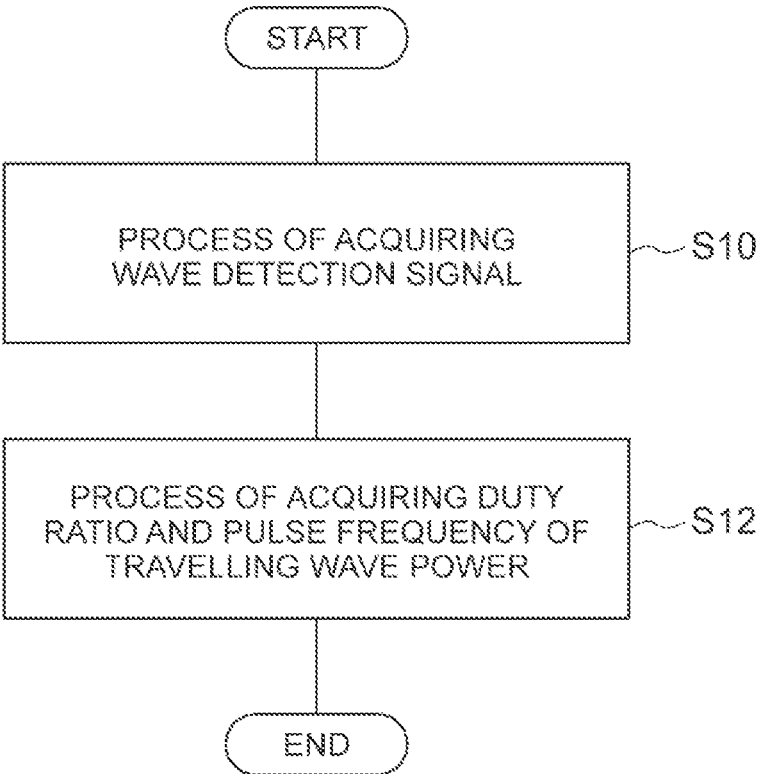 START
PROCESS OF ACQUIRING
WAVE DETECTION SIGNAL
S10
PROCESS OF ACQUIRING DUTY
RATIO AND PULSE FREQUENCY OF
TRAVELLING WAVE POWER
S12
END